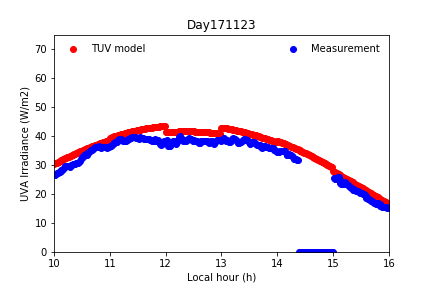 Day171123
TUV model
Measurement
70
60
50
40
30
20
10
0
UVA Irradiance (W/m2)
10 11 12 13 14 15 16
Local hour (h)